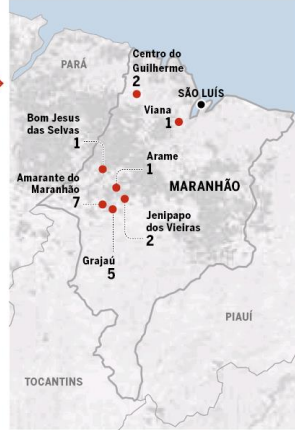 Centro do
Guilherme
2
PARÁ
SÃO LUÍS
Viana
1
Bom Jesus
das Selvas
1
Arame
1
Amarante do
Maranhão
7
MARANHÃO
Jenipapo
dos Vieiras
2
Grajaú
5
PIAUÍ
TOCANTINS